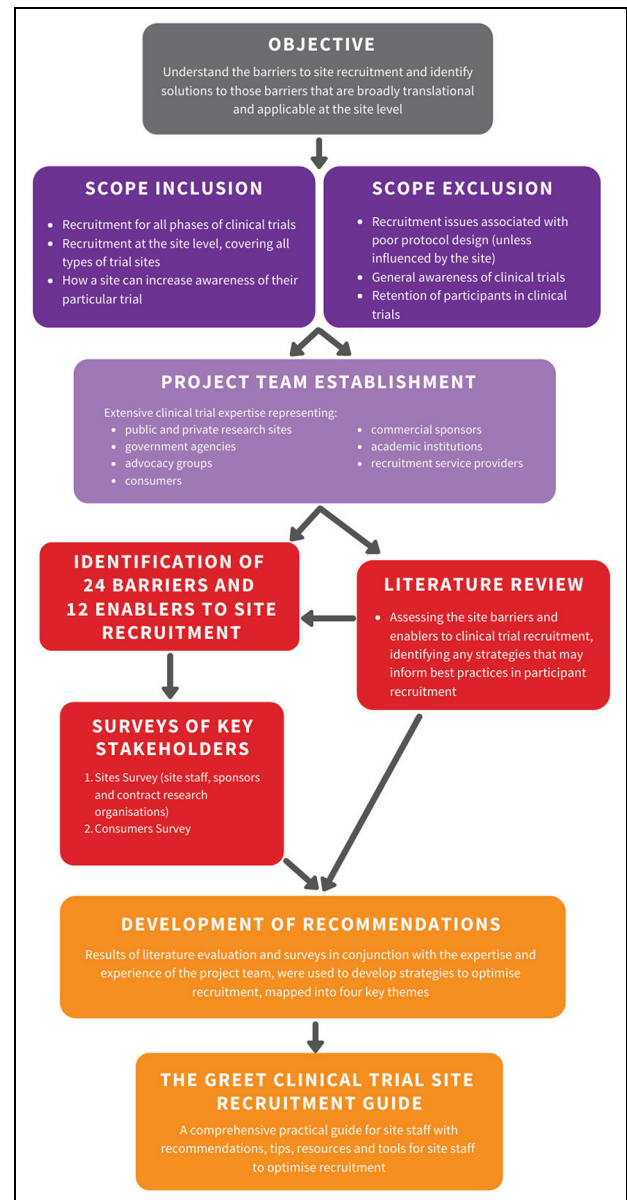 OBJECTIVE
Understand the barriers to site recruitment and identify
solutions to those barriers that are broadly translational
and applicable at the site level
SCOPE INCLUSION
• Recruitment for all phases of clinical trials
• Recruitment at the site level, covering all
types of trial sites
• How a site can increase awareness of their
particular trial
SCOPE EXCLUSION
• Recruitment issues associated with
poor protocol design (unless
influenced by the site)
• General awareness of clinical trials
• Retention of participants in clinical
trials
PROJECT TEAM ESTABLISHMENT
Extensive clinical trial expertise representing:
• public and private research sites
• government agencies
• advocacy groups
• consumers
• commercial sponsors
• academic institutions
• recruitment service providers
IDENTIFICATION OF
24 BARRIERS AND
12 ENABLERS TO SITE
RECRUITMENT
LITERATURE REVIEW
• Assessing the site barriers and
enablers to clinical trial recruitment,
identifying any strategies that may
inform best practices in participant
recruitment
SURVEYS OF KEY
STAKEHOLDERS
1. Sites Survey (site staff, sponsors
and contract research
organisations)
2. Consumers Survey
DEVELOPMENT OF RECOMMENDATIONS
Results of literature evaluation and surveys in conjunction with the expertise and
experience of the project team, were used to develop strategies to optimise
recruitment, mapped into four key themes
THE GREET CLINICAL TRIAL SITE
RECRUITMENT GUIDE
A comprehensive practical guide for site staff with
recommendations, tips, resources and tools for site staff
to optimise recruitment